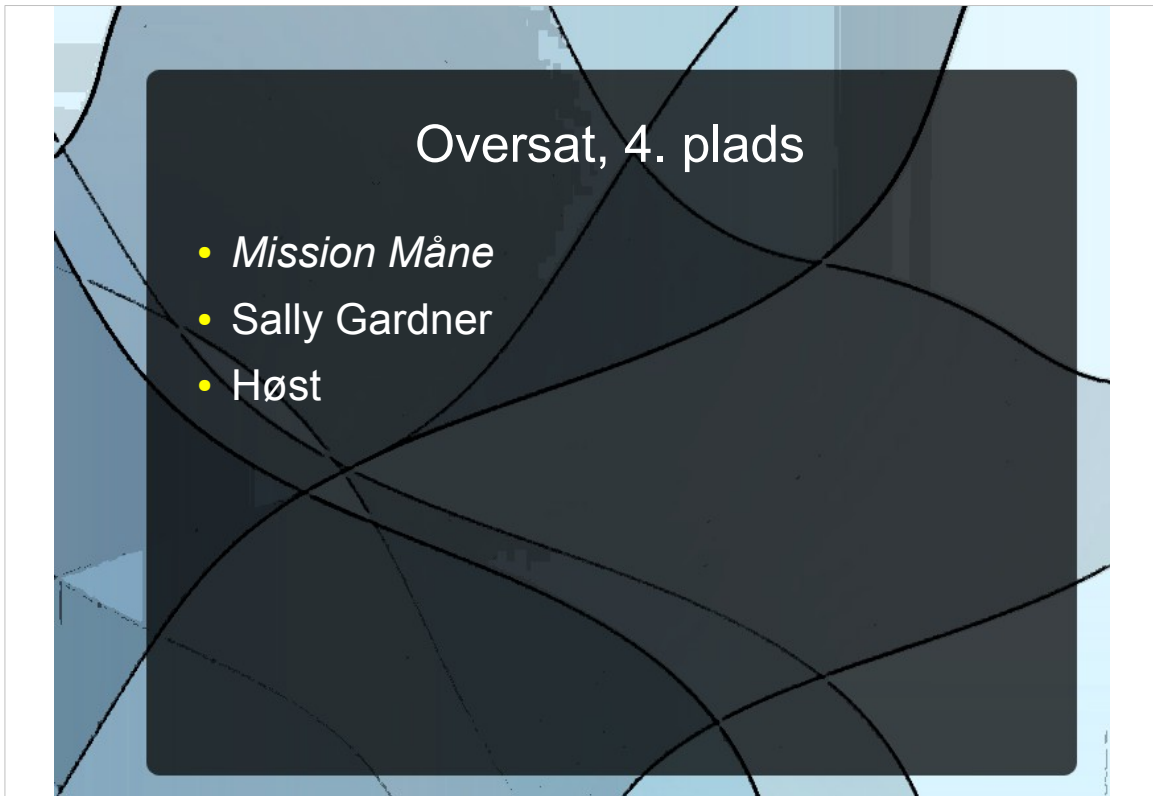 Oversat, 4. plads
• Mission Måne
• Sally Gardner
• Høst